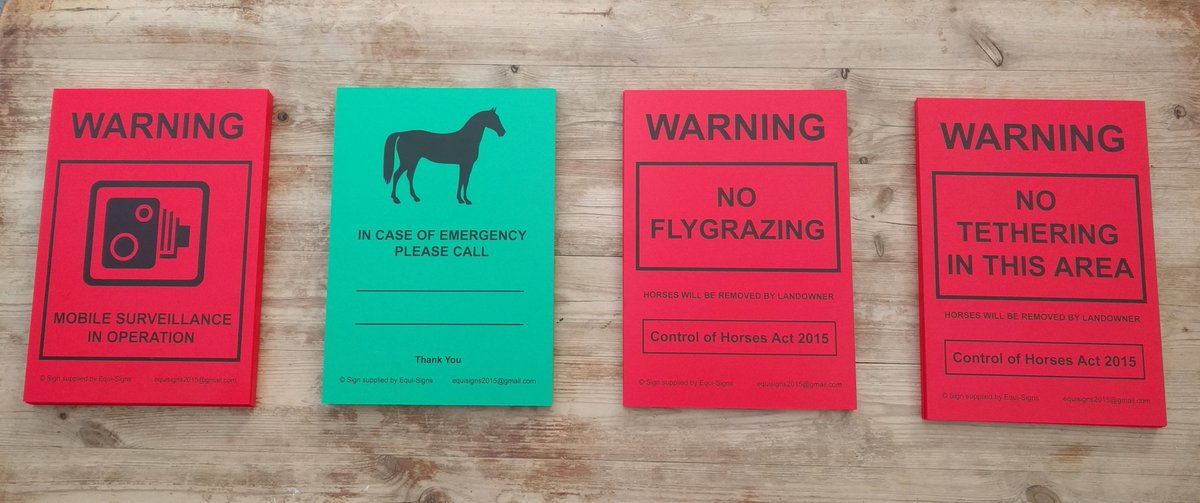 WARNING
MOBILE SURVEILLANCE
IN OPERATION
© Sign supplied by Equi-Signs equisigns2015@gmail.com
IN CASE OF EMERGENCY
PLEASE CALL
Thank You
© Sign supplied by Equi-Signs equisigns2015@gmail.com
WARNING
NO
FLYGRAZING
HORSES WILL BE REMOVED BY LANDOWNER
Control of Horses Act 2015
© Sign supplied by Equi-Signs equisigns2015@gmail.com
WARNING
NO
TETHERING
IN THIS AREA
HORSES WILL BE REMOVED BY LANDOWNER
Control of Horses Act 2015
© Sign supplied by Equi-Signs equisigns2015@gmail.com